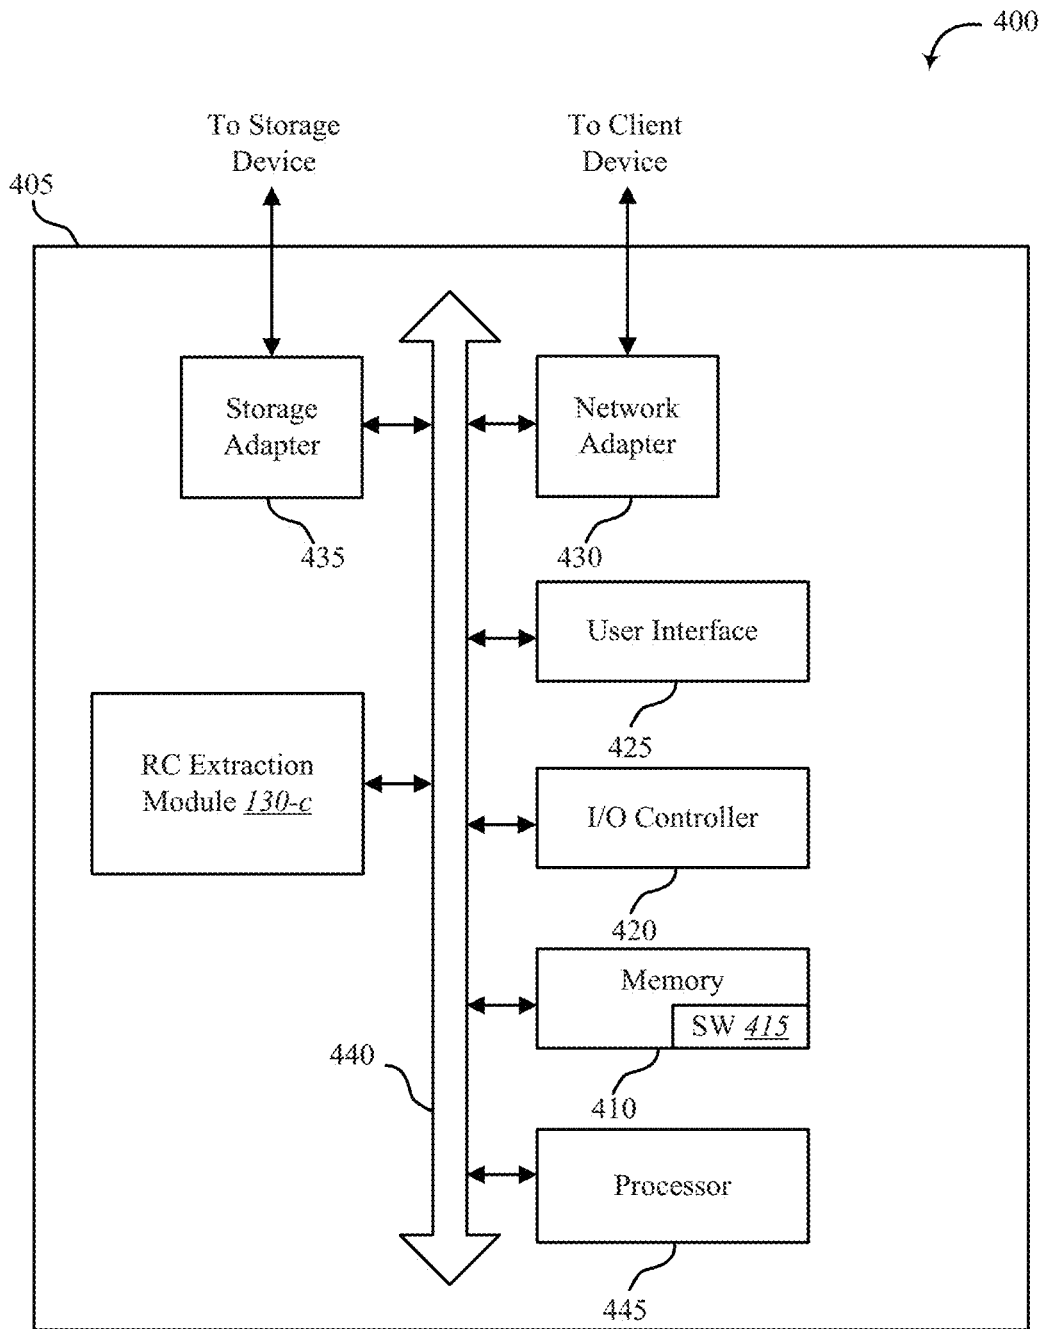 400
To Storage
Device
To Client
Device
405
Storage
Adapter
Network
Adapter
435
430
User Interface
425
RC Extraction
Module 130-c
I/O Controller
420
Memory
SW 415
440
410
Processor
445